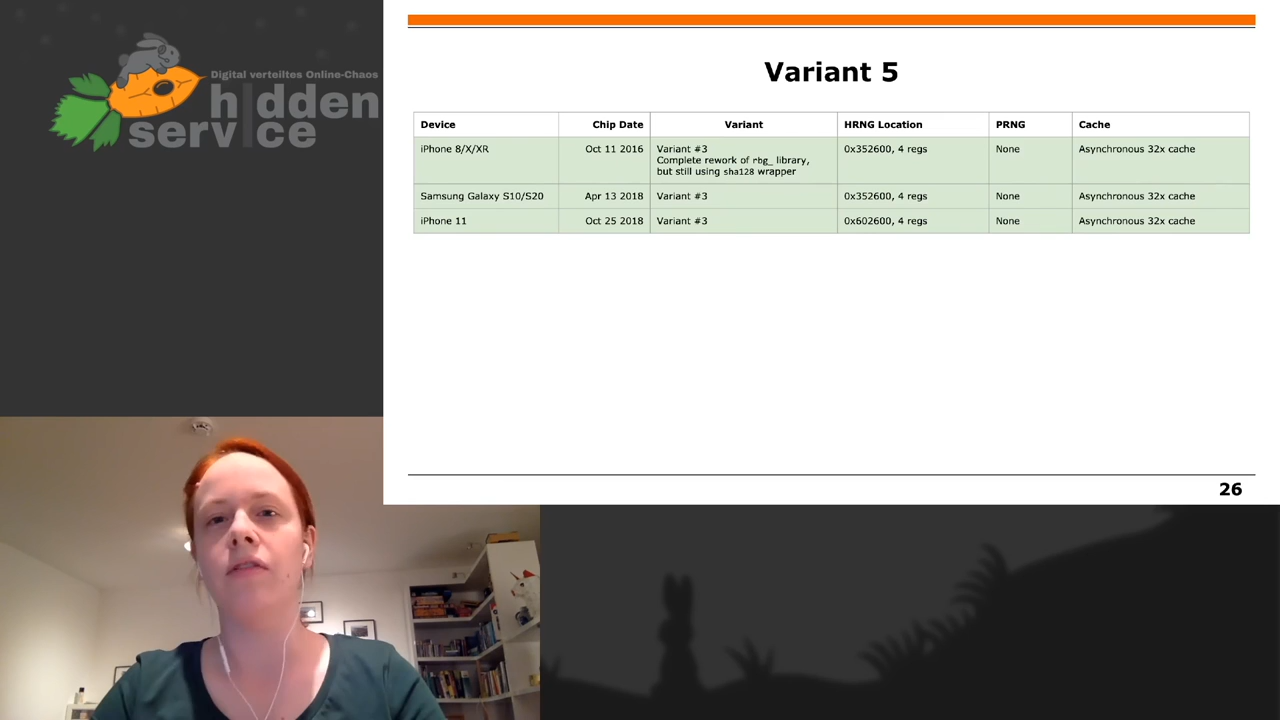 Digital verteiltes Online-Chaos
hidden
service
Variant 5
Device Chip Date Variant HRNG Location PRNG Cache
iPhone 8/X/XR Oct 11 2016 Variant #3 0x352600, 4 regs None Asynchronous 32x cache
Complete rework of rbg_ library,
but still using sha128 wrapper
Samsung Galaxy S10/S20 Apr 13 2018 Variant #3 0x352600, 4 regs None Asynchronous 32x cache
iPhone 11 Oct 25 2018 Variant #3 0x602600, 4 regs None Asynchronous 32x cache
26